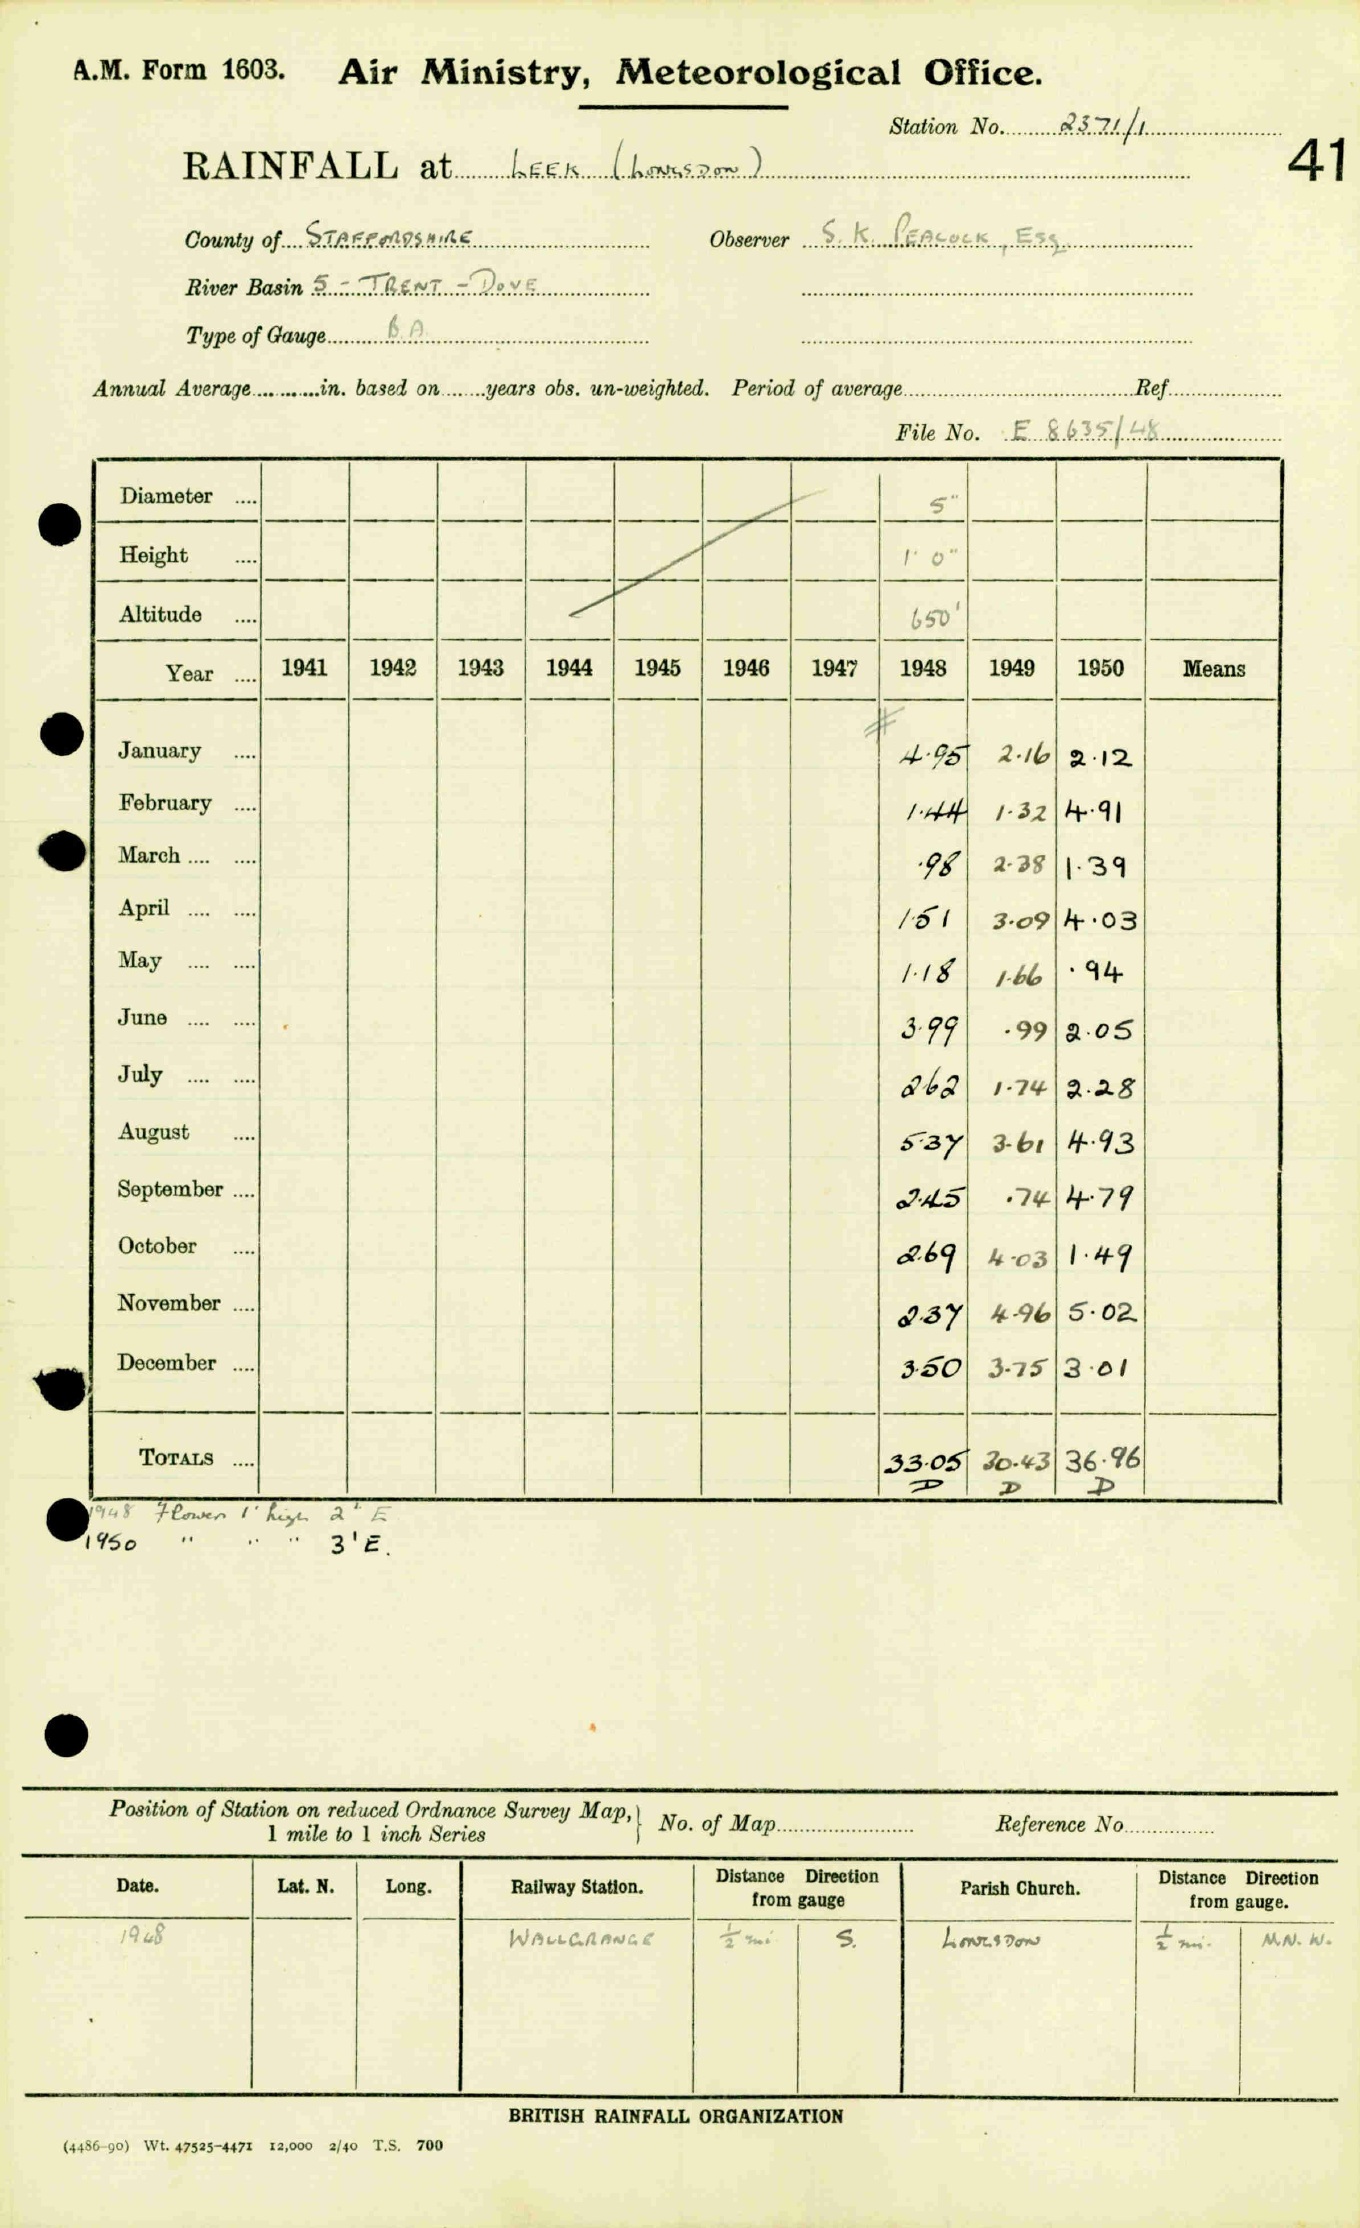 A.M. Form 1603. Air Ministry, Meteorological Office.
Station No. 2371/1
41
RAINFALL at LEEK (LONGSDON)
County of STAFFORDSHIRE Observer S. K. PEACOCK, ESQ
River Basin 5 - TRENT - DOVE
Type of Gauge B.A.
Annual Average in. based on years obs. un-weighted. Period of average Ref
File No. E 8635/48
Diameter .... 5"
Height .... 1' 0"
Altitude .... 650'
Year .... 1941 1942 1943 1944 1945 1946 1947 1948 1949 1950 Means
January .... 4.95 2.16 2.12
February .... 1.44 1.32 4.91
March .... .... .98 2.38 1.39
April .... .... 1.51 3.09 4.03
May .... .... 1.18 1.66 .94
June .... .... 3.99 .99 2.05
July .... .... 2.62 1.74 2.28
August .... 5.37 3.61 4.93
September .... 2.45 .74 4.79
October .... 2.69 4.03 1.49
November .... 2.37 4.96 5.02
December .... 3.50 3.75 3.01
TOTALS .... 33.05 30.43 36.96
D D D
1948 Flowers 1' high 2' E
1950 " " " 3' E.
Position of Station on reduced Ordnance Survey Map,
1 mile to 1 inch Series
No. of Map Reference No
Date. Lat. N. Long. Railway Station. Distance Direction from gauge Parish Church. Distance Direction from gauge.
1948 WALLGRANGE ½ mi S. LONGSDON ½ mi. N.N.W.
BRITISH RAINFALL ORGANIZATION
(4486-90) Wt. 47525-4471 12,000 2/40 T.S. 700